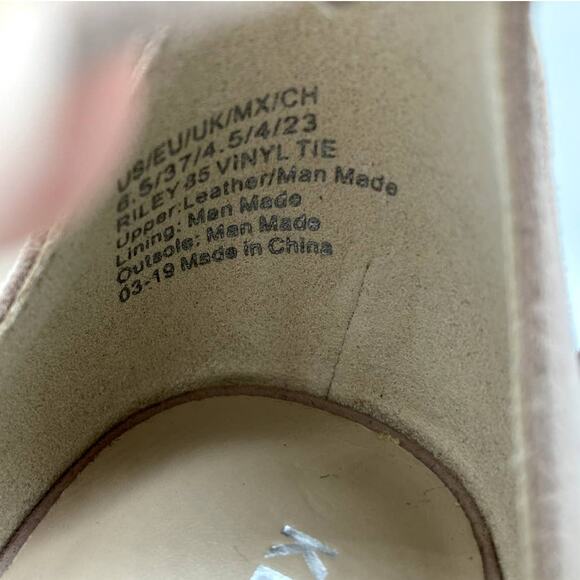 US/EU/UK/MX/CH
6.5/37/4.5/4/23
RILEY 85 VINYL TIE
Upper: Leather/Man Made
Lining: Man Made
Outsole: Man Made
03-19 Made in China
K